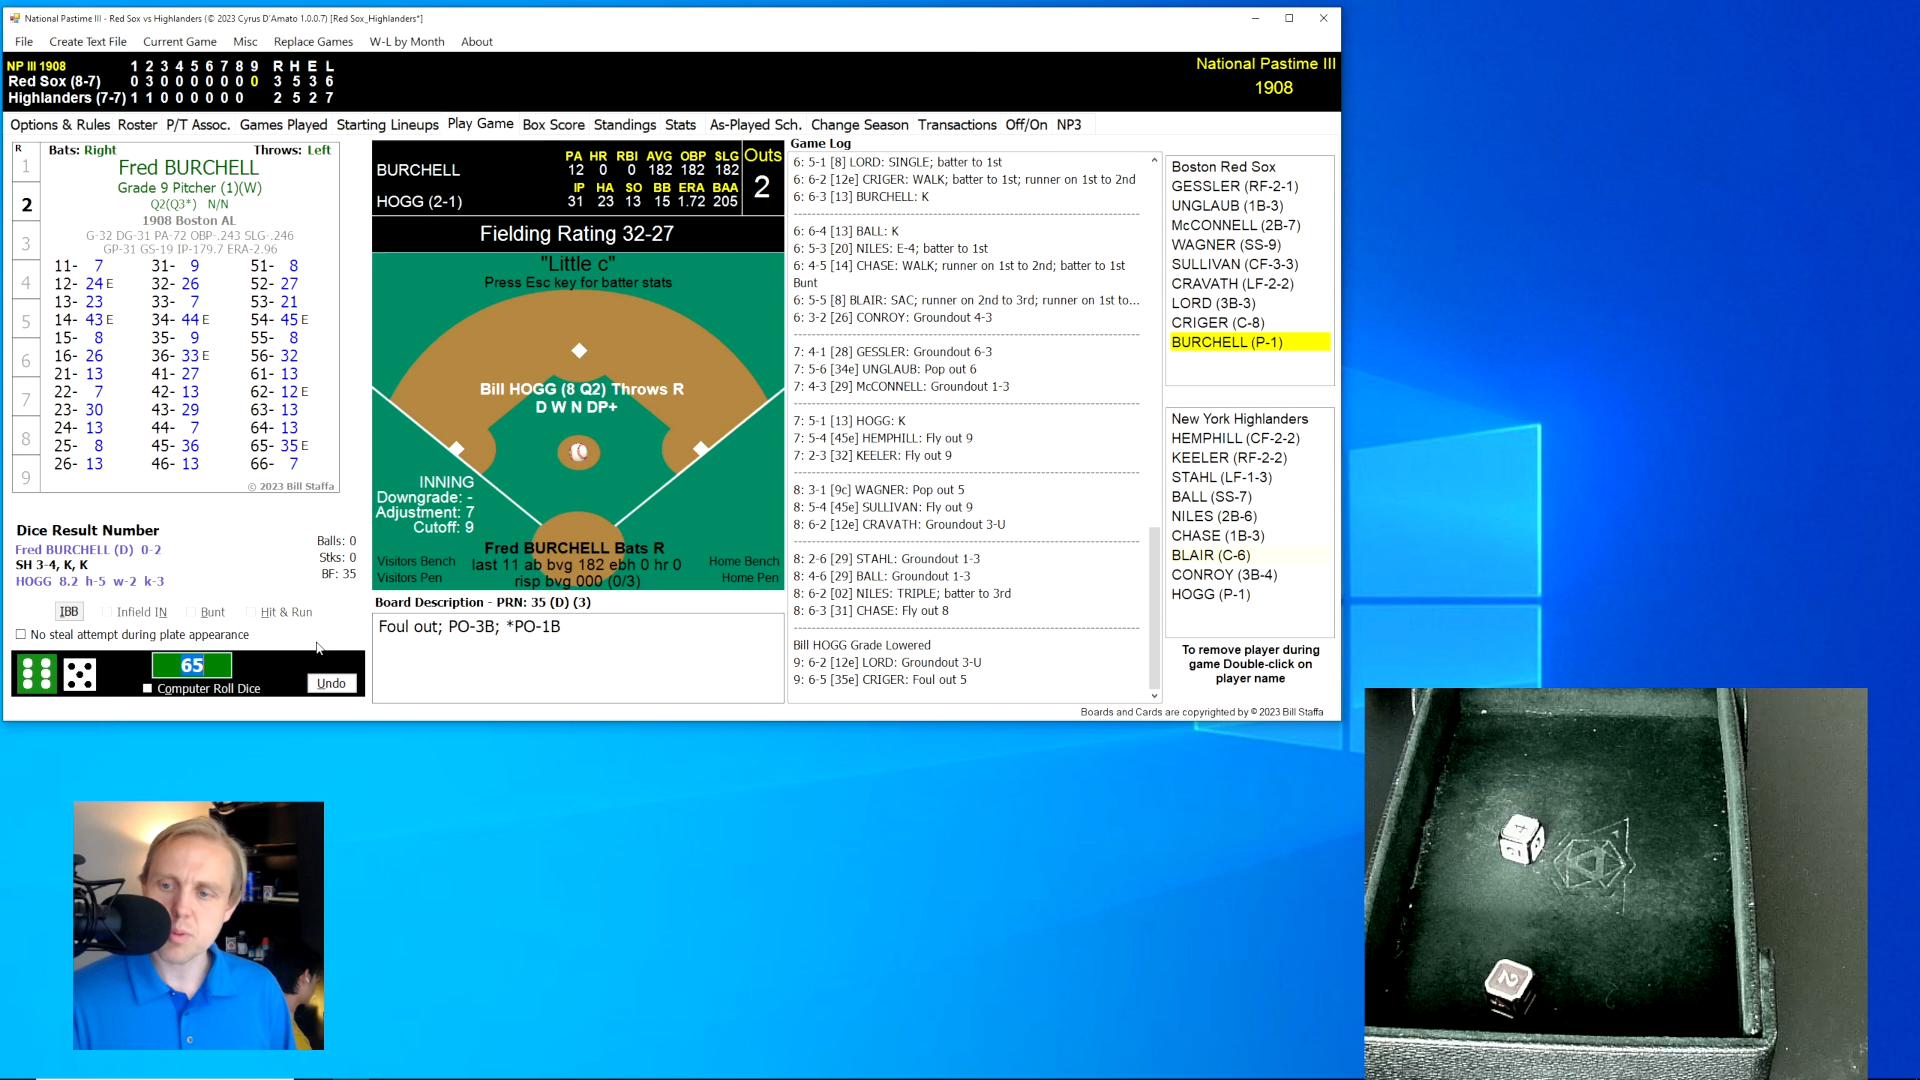 National Pastime III - Red Sox vs Highlanders (© 2023 Cyrus D'Amato 1.0.0.7) [Red Sox_Highlanders*]
File Create Text File Current Game Misc Replace Games W-L by Month About
NP III 1908 1 2 3 4 5 6 7 8 9 R H E L
Red Sox (8-7) 0 3 0 0 0 0 0 0 0 3 5 3 6
Highlanders (7-7) 1 1 0 0 0 0 0 0 2 5 2 7
National Pastime III
1908
Options & Rules Roster P/T Assoc. Games Played Starting Lineups Play Game Box Score Standings Stats As-Played Sch. Change Season Transactions Off/On NP3
R
1
2
3
4
5
6
7
8
9
Bats: Right Throws: Left
Fred BURCHELL
Grade 9 Pitcher (1)(W)
Q2(Q3*) N/N
1908 Boston AL
G-32 DG-31 PA-72 OBP-.243 SLG-.246
GP-31 GS-19 IP-179.7 ERA-2.96
11- 7 31- 9 51- 8
12- 24 E 32- 26 52- 27
13- 23 33- 7 53- 21
14- 43 E 34- 44 E 54- 45 E
15- 8 35- 9 55- 8
16- 26 36- 33 E 56- 32
21- 13 41- 27 61- 13
22- 7 42- 13 62- 12 E
23- 30 43- 29 63- 13
24- 13 44- 7 64- 13
25- 8 45- 36 65- 35 E
26- 13 46- 13 66- 7
© 2023 Bill Staffa
Dice Result Number
Fred BURCHELL (D) 0-2
SH 3-4, K, K
HOGG 8.2 h-5 w-2 k-3
Balls: 0
Stks: 0
BF: 35
IBB Infield IN Bunt Hit & Run
No steal attempt during plate appearance
65
Computer Roll Dice
Undo
PA HR RBI AVG OBP SLG
BURCHELL 12 0 0 182 182 182
IP HA SO BB ERA BAA
HOGG (2-1) 31 23 13 15 1.72 205
Outs
2
Fielding Rating 32-27
"Little c"
Press Esc key for batter stats
Bill HOGG (8 Q2) Throws R
D W N DP+
INNING
Downgrade: -
Adjustment: 7
Cutoff: 9
Fred BURCHELL Bats R
last 11 ab bvg 182 ebh 0 hr 0
risp bvg 000 (0/3)
Visitors Bench
Visitors Pen
Home Bench
Home Pen
Board Description - PRN: 35 (D) (3)
Foul out; PO-3B; *PO-1B
Game Log
6: 5-1 [8] LORD: SINGLE; batter to 1st
6: 6-2 [12e] CRIGER: WALK; batter to 1st; runner on 1st to 2nd
6: 6-3 [13] BURCHELL: K
6: 6-4 [13] BALL: K
6: 5-3 [20] NILES: E-4; batter to 1st
6: 4-5 [14] CHASE: WALK; runner on 1st to 2nd; batter to 1st
Bunt
6: 5-5 [8] BLAIR: SAC; runner on 2nd to 3rd; runner on 1st to...
6: 3-2 [26] CONROY: Groundout 4-3
7: 4-1 [28] GESSLER: Groundout 6-3
7: 5-6 [34e] UNGLAUB: Pop out 6
7: 4-3 [29] McCONNELL: Groundout 1-3
7: 5-1 [13] HOGG: K
7: 5-4 [45e] HEMPHILL: Fly out 9
7: 2-3 [32] KEELER: Fly out 9
8: 3-1 [9c] WAGNER: Pop out 5
8: 5-4 [45e] SULLIVAN: Fly out 9
8: 6-2 [12e] CRAVATH: Groundout 3-U
8: 2-6 [29] STAHL: Groundout 1-3
8: 4-6 [29] BALL: Groundout 1-3
8: 6-2 [02] NILES: TRIPLE; batter to 3rd
8: 6-3 [31] CHASE: Fly out 8
Bill HOGG Grade Lowered
9: 6-2 [12e] LORD: Groundout 3-U
9: 6-5 [35e] CRIGER: Foul out 5
Boston Red Sox
GESSLER (RF-2-1)
UNGLAUB (1B-3)
McCONNELL (2B-7)
WAGNER (SS-9)
SULLIVAN (CF-3-3)
CRAVATH (LF-2-2)
LORD (3B-3)
CRIGER (C-8)
BURCHELL (P-1)
New York Highlanders
HEMPHILL (CF-2-2)
KEELER (RF-2-2)
STAHL (LF-1-3)
BALL (SS-7)
NILES (2B-6)
CHASE (1B-3)
BLAIR (C-6)
CONROY (3B-4)
HOGG (P-1)
To remove player during
game Double-click on
player name
Boards and Cards are copyrighted by © 2023 Bill Staffa
2